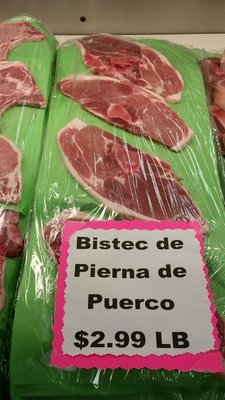 Bistec de
Pierna de
Puerco
$2.99 LB